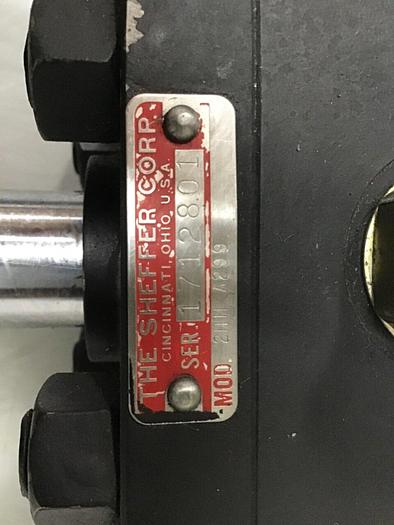 THE SHEFFER CORP.
CINCINNATI, OHIO, U.S.A.
SER. 1712801
MOD.